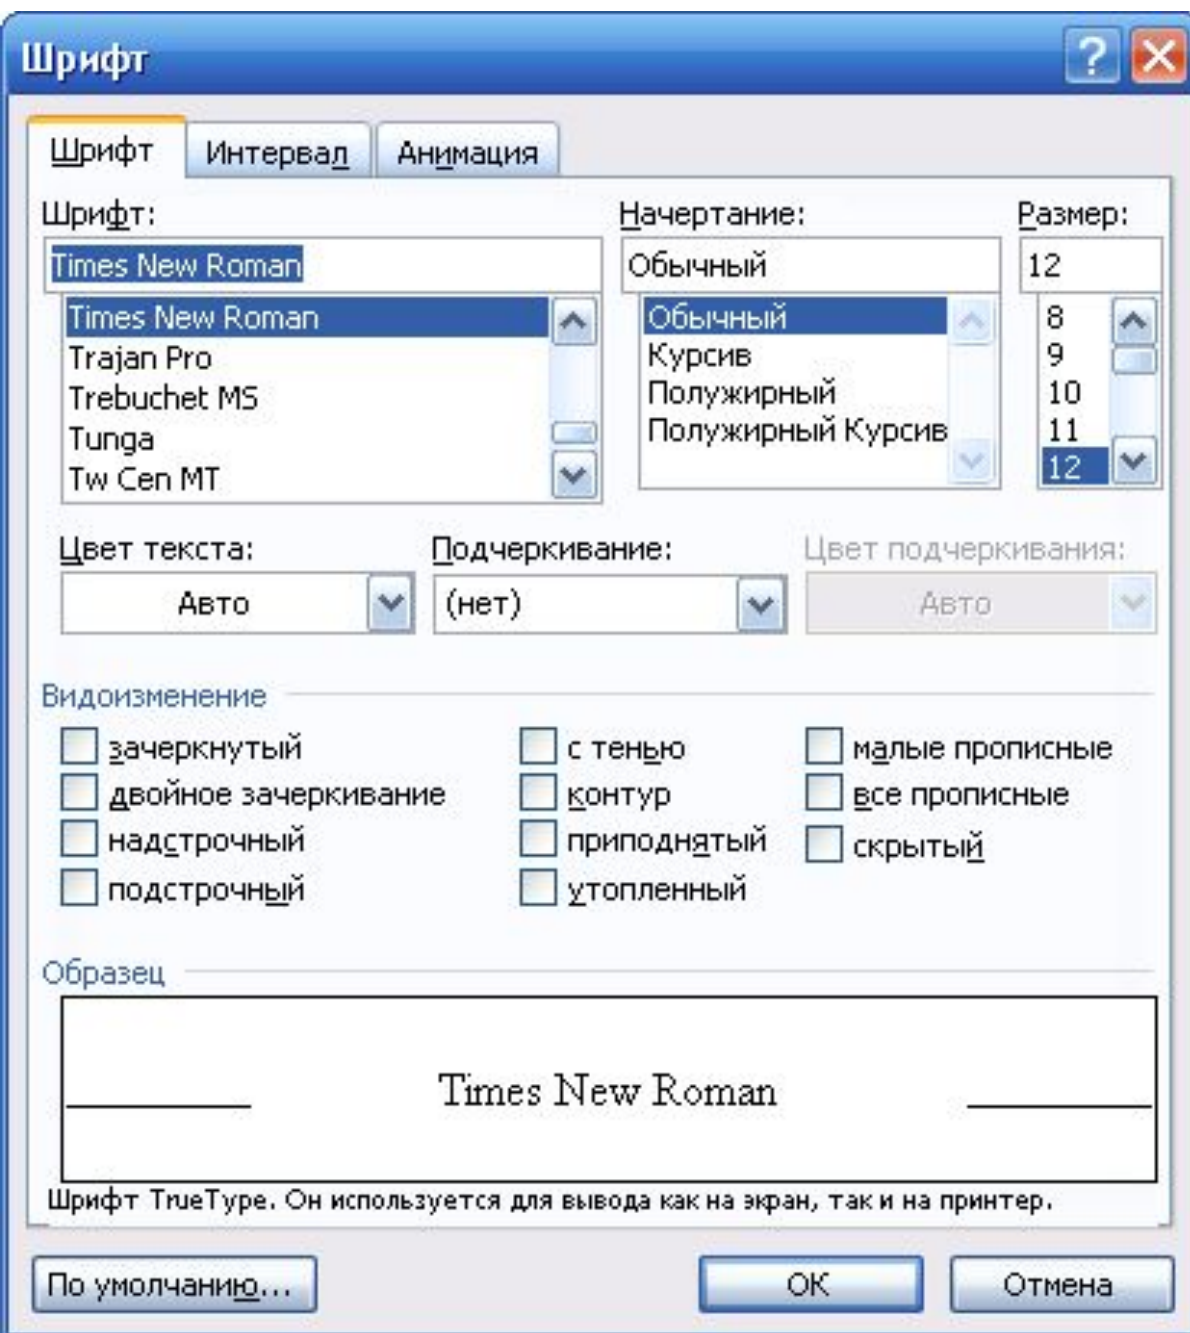 Шрифт
Шрифт Интервал Анимация
Шрифт: Начертание: Размер:
Times New Roman Обычный 12
Times New Roman Обычный 8
Trajan Pro Курсив 9
Trebuchet MS Полужирный 10
Tunga Полужирный Курсив 11
Tw Cen MT 12
Цвет текста: Подчеркивание: Цвет подчеркивания:
Авто (нет) Авто
Видоизменение
зачеркнутый с тенью малые прописные
двойное зачеркивание контур все прописные
надстрочный приподнятый скрытый
подстрочный утопленный
Образец
Times New Roman
Шрифт TrueType. Он используется для вывода как на экран, так и на принтер.
По умолчанию... ОК Отмена